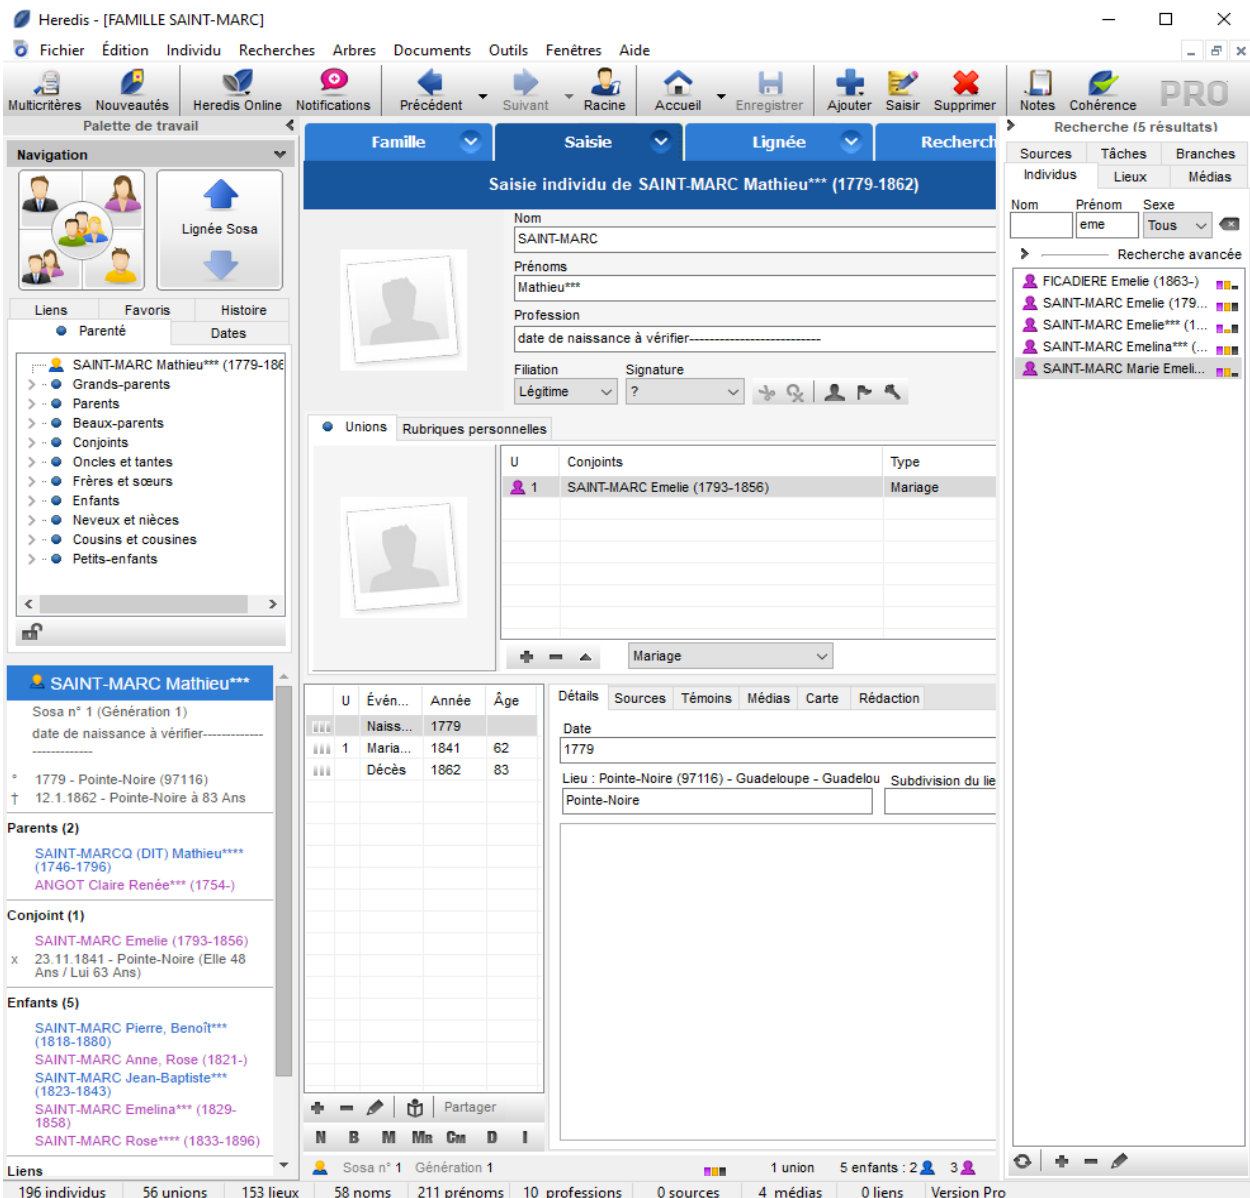 Heredis - [FAMILLE SAINT-MARC]
Fichier Édition Individu Recherches Arbres Documents Outils Fenêtres Aide
Multicritères Nouveautés Heredis Online Notifications Précédent Suivant Racine Accueil Enregistrer Ajouter Saisir Supprimer Notes Cohérence PRO
Palette de travail
Navigation
Lignée Sosa
Liens Favoris Histoire
Parenté Dates
SAINT-MARC Mathieu*** (1779-186
Grands-parents
Parents
Beaux-parents
Conjoints
Oncles et tantes
Frères et sœurs
Enfants
Neveux et nièces
Cousins et cousines
Petits-enfants
SAINT-MARC Mathieu***
Sosa n° 1 (Génération 1)
date de naissance à vérifier-------------
-------------
° 1779 - Pointe-Noire (97116)
† 12.1.1862 - Pointe-Noire à 83 Ans
Parents (2)
SAINT-MARCQ (DIT) Mathieu****
(1746-1796)
ANGOT Claire Renée*** (1754-)
Conjoint (1)
SAINT-MARC Emelie (1793-1856)
x 23.11.1841 - Pointe-Noire (Elle 48
Ans / Lui 63 Ans)
Enfants (5)
SAINT-MARC Pierre, Benoît***
(1818-1880)
SAINT-MARC Anne, Rose (1821-)
SAINT-MARC Jean-Baptiste***
(1823-1843)
SAINT-MARC Emelina*** (1829-
1858)
SAINT-MARC Rose**** (1833-1896)
Liens
Famille Saisie Lignée Recherch
Saisie individu de SAINT-MARC Mathieu*** (1779-1862)
Nom
SAINT-MARC
Prénoms
Mathieu***
Profession
date de naissance à vérifier--------------------------
Filiation Signature
Légitime ?
Unions Rubriques personnelles
U Conjoints Type
1 SAINT-MARC Emelie (1793-1856) Mariage
Mariage
U Évén... Année Âge
Naiss... 1779
1 Maria... 1841 62
Décès 1862 83
Partager
N B M MR CM D I
Détails Sources Témoins Médias Carte Rédaction
Date
1779
Lieu : Pointe-Noire (97116) - Guadeloupe - Guadelou Subdivision du lie
Pointe-Noire
Sosa n° 1 Génération 1 1 union 5 enfants : 2 3
Recherche (5 résultats)
Sources Tâches Branches
Individus Lieux Médias
Nom Prénom Sexe
eme Tous
Recherche avancée
FICADIERE Emelie (1863-)
SAINT-MARC Emelie (179...
SAINT-MARC Emelie*** (1...
SAINT-MARC Emelina*** (...
SAINT-MARC Marie Emeli...
196 individus 56 unions 153 lieux 58 noms 211 prénoms 10 professions 0 sources 4 médias 0 liens Version Pro